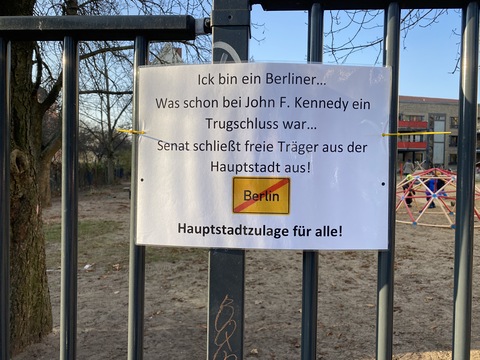 Ick bin ein Berliner...
Was schon bei John F. Kennedy ein
Trugschluss war...
Senat schließt freie Träger aus der
Hauptstadt aus!
Berlin
Hauptstadtzulage für alle!